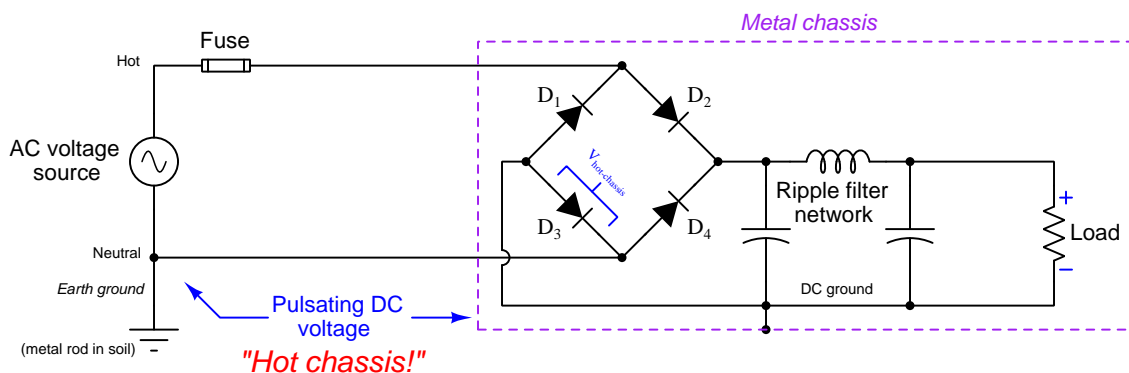 Metal chassis
Fuse
Hot
D1
D2
AC voltage
source
Vhot-chassis
Ripple filter
network
+
Load
-
D3
D4
Neutral
Earth ground
DC ground
Pulsating DC
voltage
(metal rod in soil)
"Hot chassis!"